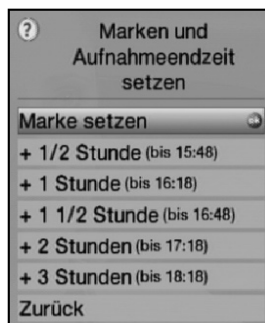 ?
Marken und
Aufnahmeendzeit
setzen
Marke setzen
+ 1/2 Stunde (bis 15:48)
+ 1 Stunde (bis 16:18)
+ 1 1/2 Stunde (bis 16:48)
+ 2 Stunden (bis 17:18)
+ 3 Stunden (bis 18:18)
Zurück